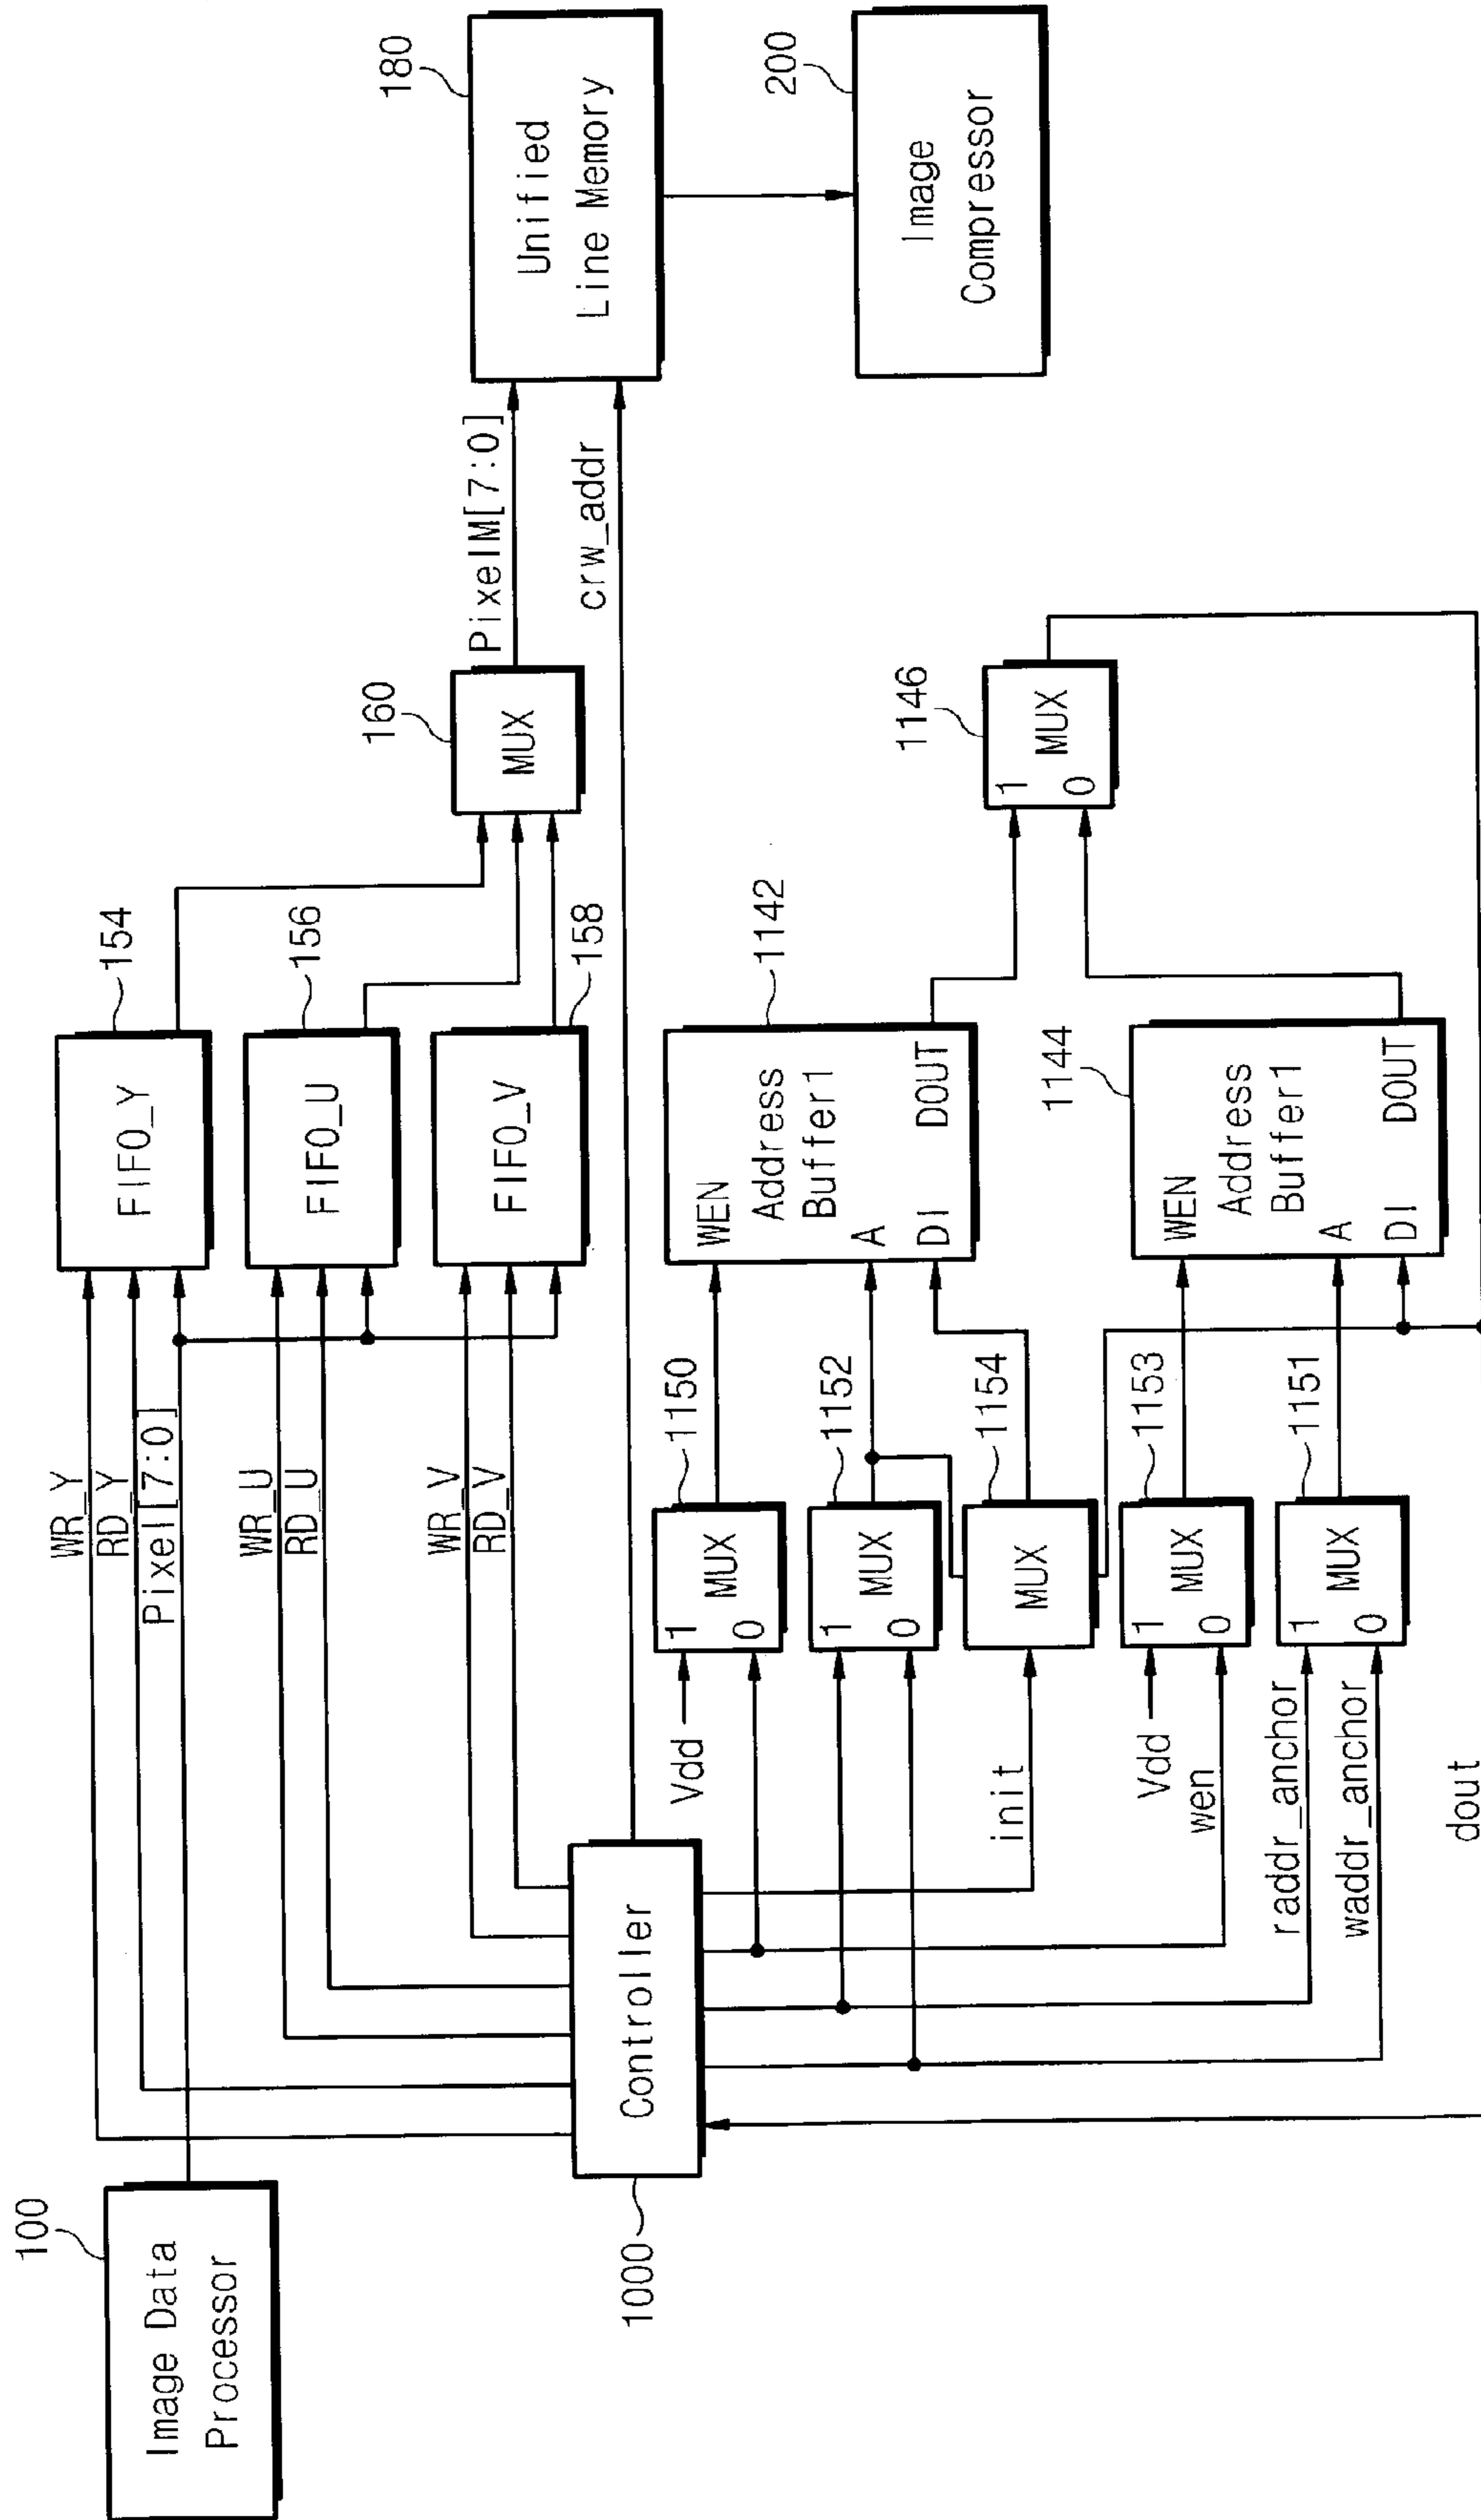 100
Image Data
Processor
WR_Y
RD_Y
Pixel[7:0]
WR_U
RD_U
WR_V
RD_V
FIFO_Y
154
FIFO_U
156
FIFO_V
158
160
MUX
PixelM[7:0]
crw_addr
180
Unified
Line Memory
200
Image
Compressor
1000
Controller
Vdd
1
0
MUX
1150
1
0
MUX
1152
init
MUX
1154
Vdd
wen
1
0
MUX
1153
raddr_anchor
waddr_anchor
1
0
MUX
1151
WEN
Address
Buffer1
A
DI
DOUT
1142
WEN
Address
Buffer1
A
DI
DOUT
1144
1
0
MUX
1146
dout